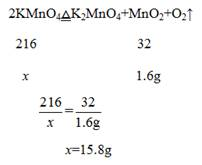 2KMnO₄≜K₂MnO₄+MnO₂+O₂↑
216 32
x 1.6g
216/x = 32/1.6g
x=15.8g